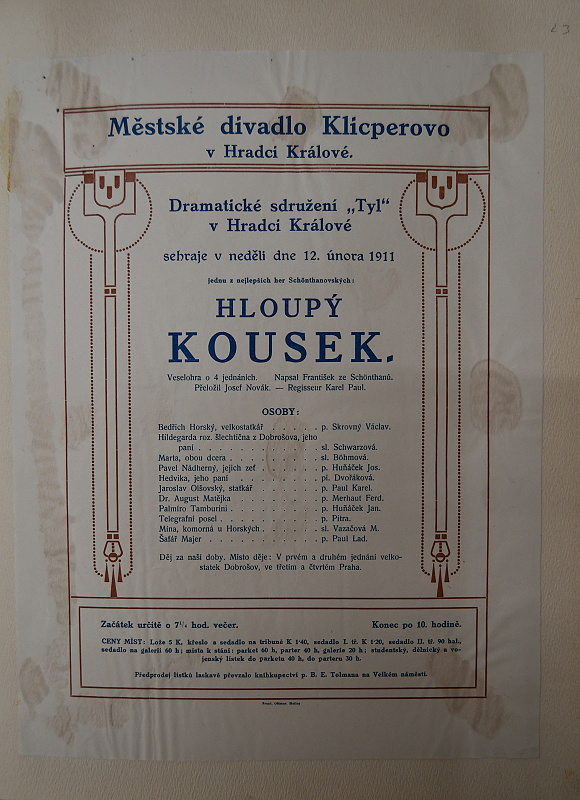 Městské divadlo Klicperovo
v Hradci Králové.
Dramatické sdružení „Tyl“
v Hradci Králové
sehraje v neděli dne 12. února 1911
jednu z nejlepších her Schönthanovských:
HLOUPÝ
KOUSEK.
Veselohra o 4 jednáních. Napsal František ze Schönthanů.
Přeložil Josef Novák. — Regisseur Karel Paul.
OSOBY:
Bedřich Horský, velkostatkář . . . . . p. Skrovný Václav.
Hildegarda roz. šlechtična z Dobrošova, jeho
paní . . . . . . . . . . . . sl. Schwarzová.
Marta, obou dcera . . . . . . . . . sl. Böhmová.
Pavel Nádherný, jejich zeť . . . . . . p. Huňáček Jos.
Hedvika, jeho paní . . . . . . . . . pí. Dvořáková.
Jaroslav Olšovský, statkář . . . . . . p. Paul Karel.
Dr. August Matějka . . . . . . . . p. Merhaut Ferd.
Palmiro Tamburini . . . . . . . . . p. Huňáček Jan.
Telegrafní posel . . . . . . . . . . p. Pitra.
Mina, komorná u Horských . . . . . . sl. Vazačová M.
Šafář Majer . . . . . . . . . . . p. Paul Lad.
Děj za naší doby. Místo děje: V prvém a druhém jednání velko-
statek Dobrošov, ve třetím a čtvrtém Praha.
Začátek určitě o 7½ hod. večer. Konec po 10. hodině.
CENY MÍST: Lože 5 K, křeslo a sedadlo na tribuně K 1·40, sedadlo I. tř. K 1·20, sedadlo II. tř. 90 hal.,
sedadlo na galerii 60 h; místa k stání: parket 60 h, parter 40 h, galerie 20 h; studentský, dělnický a vo-
jenský lístek do parketu 40 h, do parteru 30 h.
Předprodej lístků laskavě převzalo knihkupectví p. B. E. Tolmana na Velkém náměstí.